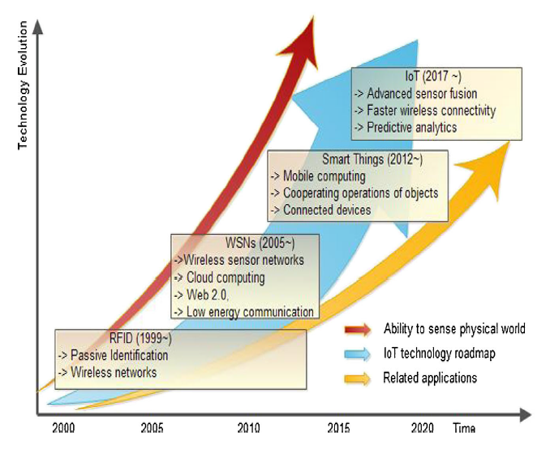 Technology Evolution
IoT (2017 ~)
-> Advanced sensor fusion
-> Faster wireless connectivity
-> Predictive analytics
Smart Things (2012~)
-> Mobile computing
-> Cooperating operations of objects
-> Connected devices
WSNs (2005~)
->Wireless sensor networks
-> Cloud computing
-> Web 2.0,
-> Low energy communication
RFID (1999~)
-> Passive Identification
-> Wireless networks
Ability to sense physical world
IoT technology roadmap
Related applications
2000 2005 2010 2015 2020 Time